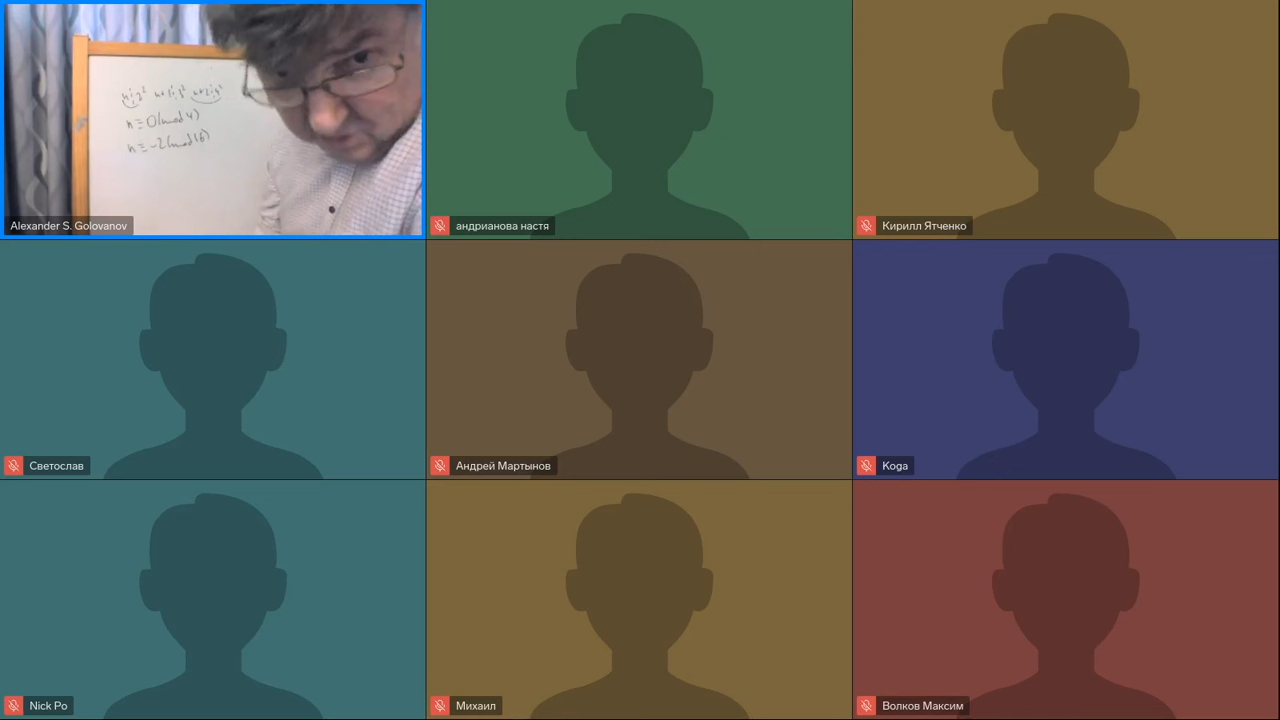 n ≡ 0 (mod 4)
n ≡ -2 (mod 16)
Alexander S. Golovanov
андрианова настя
Кирилл Ятченко
Светослав
Андрей Мартынов
Koga
Nick Po
Михаил
Волков Максим